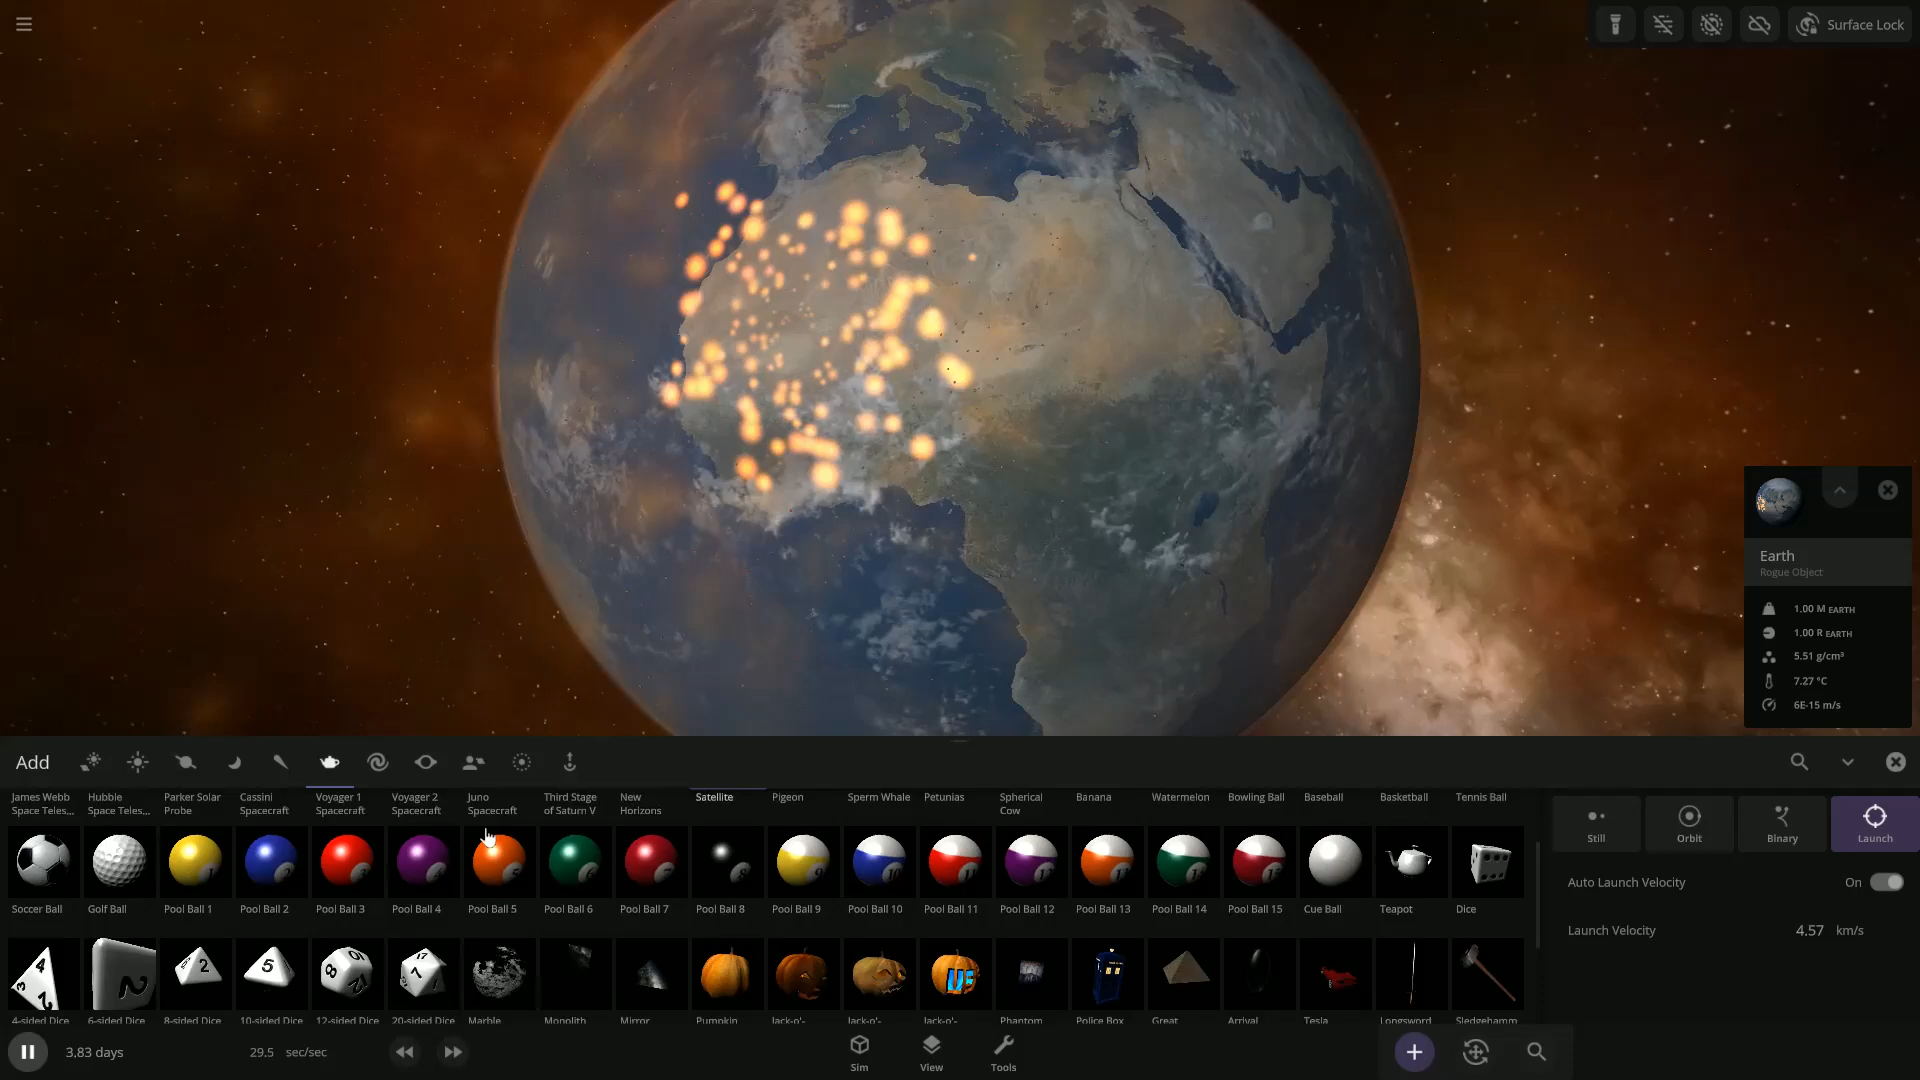 Surface Lock
Earth
Rogue Object
1.00 M EARTH
1.00 R EARTH
5.51 g/cm³
7.27 °C
6E-15 m/s
Add
James Webb Space Teles...
Hubble Space Teles...
Parker Solar Probe
Cassini Spacecraft
Voyager 1 Spacecraft
Voyager 2 Spacecraft
Juno Spacecraft
Third Stage of Saturn V
New Horizons
Satellite
Pigeon
Sperm Whale
Petunias
Spherical Cow
Banana
Watermelon
Bowling Ball
Baseball
Basketball
Tennis Ball
Still
Orbit
Binary
Launch
Soccer Ball
Golf Ball
Pool Ball 1
Pool Ball 2
Pool Ball 3
Pool Ball 4
Pool Ball 5
Pool Ball 6
Pool Ball 7
Pool Ball 8
Pool Ball 9
Pool Ball 10
Pool Ball 11
Pool Ball 12
Pool Ball 13
Pool Ball 14
Pool Ball 15
Cue Ball
Teapot
Dice
Auto Launch Velocity On
Launch Velocity 4.57 km/s
4-sided Dice
6-sided Dice
8-sided Dice
10-sided Dice
12-sided Dice
20-sided Dice
Marble
Monolith
Mirror
Pumpkin
Jack-o'-
Jack-o'-
Jack-o'-
Phantom
Police Box
Great
Arrival
Tesla
Longsword
Sledgehamm
3.83 days
29.5 sec/sec
Sim
View
Tools